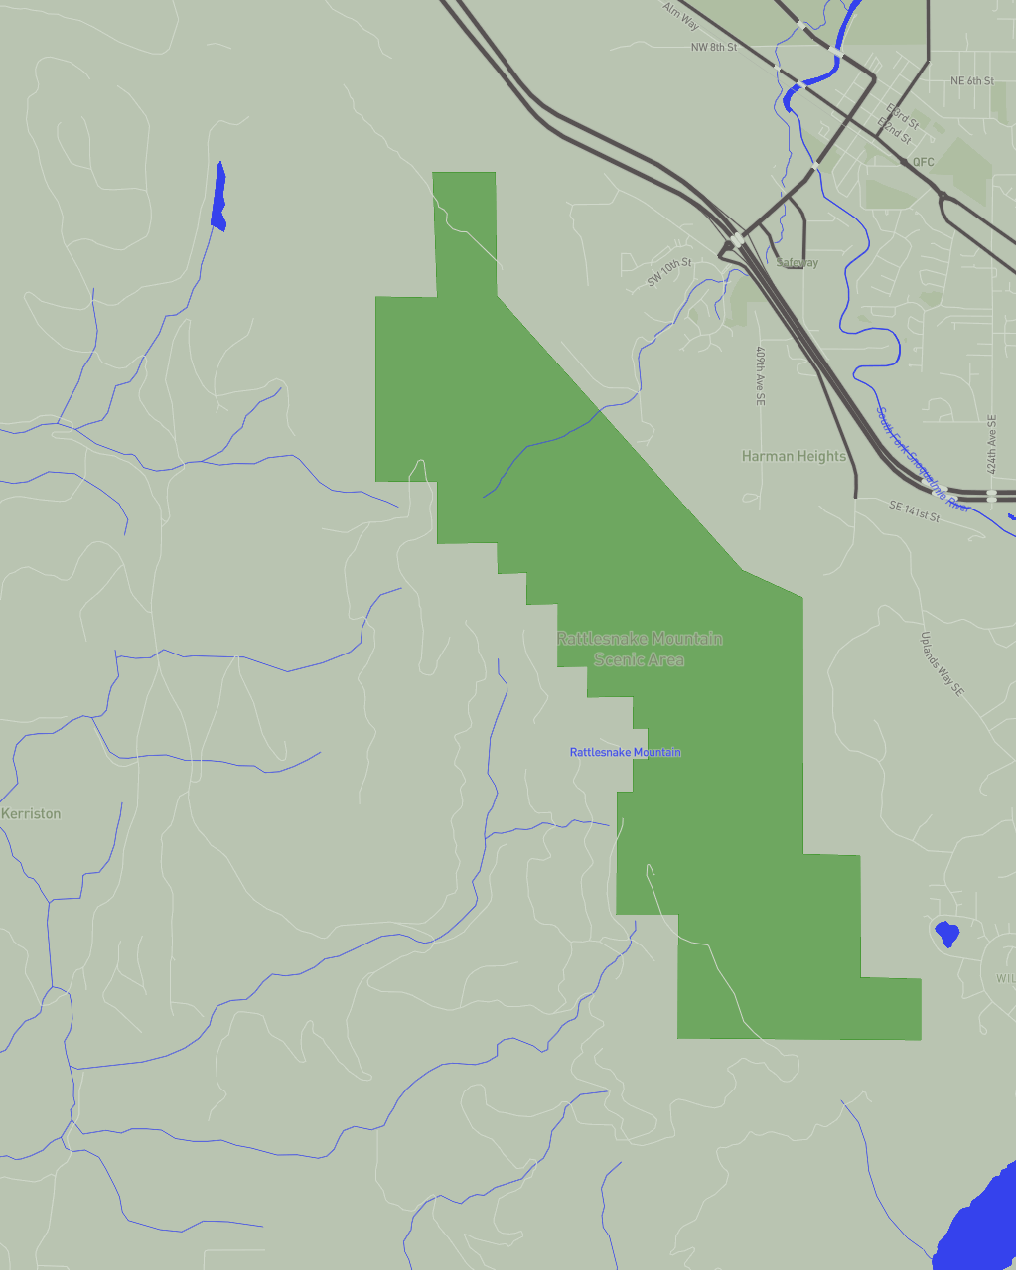 Alm Way
NW 8th St
NE 6th St
E 3rd St
E 2nd St
QFC
Safeway
SW 10th St
409th Ave SE
South Fork Snoqualmie River
424th Ave SE
Harman Heights
SE 141st St
Rattlesnake Mountain
Scenic Area
Uplands Way SE
Rattlesnake Mountain
Kerriston
WIL